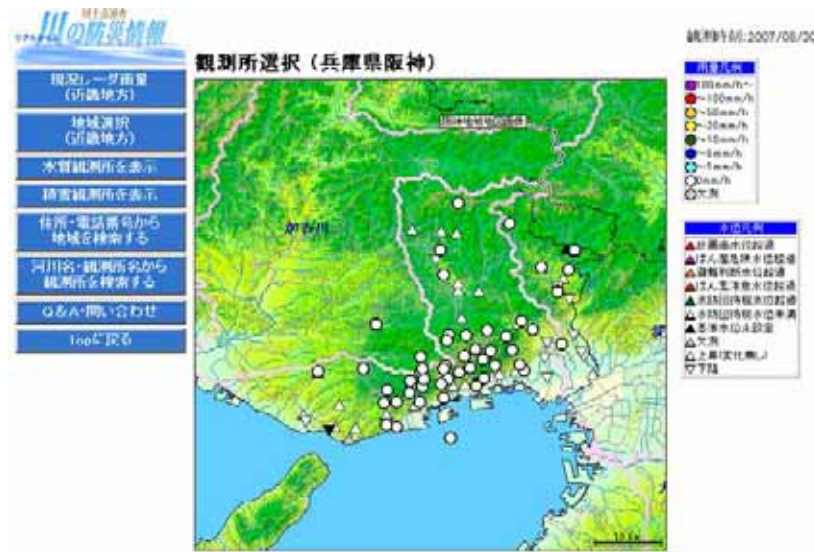 国土交通省
リアルタイム 川の防災情報
現況レーダ雨量
(近畿地方)
地域選択
(近畿地方)
水質観測所を表示
積雪観測所を表示
住所・電話番号から
地域を検索する
河川名・観測所名から
観測所を検索する
Q&A・問い合わせ
Topに戻る
観測所選択（兵庫県阪神）
加古川
観測時刻:2007/08/30
雨量凡例
100mm/h～
～100mm/h
～50mm/h
～20mm/h
～10mm/h
～5mm/h
～1mm/h
0mm/h
欠測
水位凡例
計画高水位超過
はん濫危険水位超過
避難判断水位超過
はん濫注意水位超過
水防団待機水位超過
水防団待機水位未満
基準水位未設定
欠測
上昇(変化無し)
下降